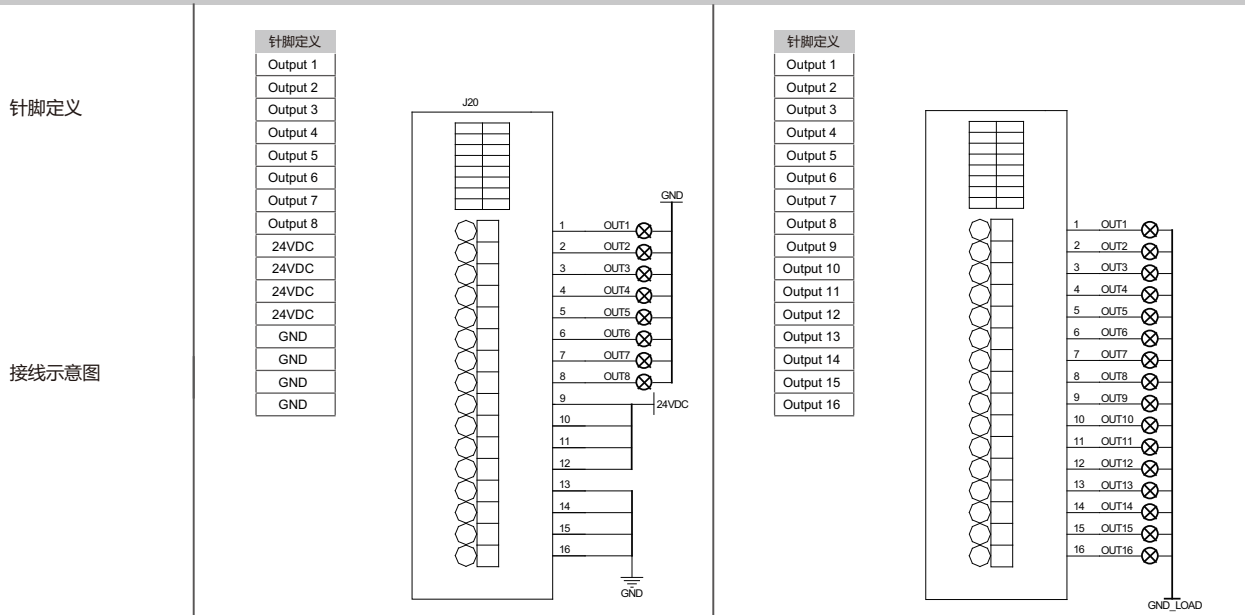 针脚定义
接线示意图
针脚定义
Output 1
Output 2
Output 3
Output 4
Output 5
Output 6
Output 7
Output 8
24VDC
24VDC
24VDC
24VDC
GND
GND
GND
GND
J20
GND
1 OUT1
2 OUT2
3 OUT3
4 OUT4
5 OUT5
6 OUT6
7 OUT7
8 OUT8
9
24VDC
10
11
12
13
14
15
16
GND
针脚定义
Output 1
Output 2
Output 3
Output 4
Output 5
Output 6
Output 7
Output 8
Output 9
Output 10
Output 11
Output 12
Output 13
Output 14
Output 15
Output 16
1 OUT1
2 OUT2
3 OUT3
4 OUT4
5 OUT5
6 OUT6
7 OUT7
8 OUT8
9 OUT9
10 OUT10
11 OUT11
12 OUT12
13 OUT13
14 OUT14
15 OUT15
16 OUT16
GND_LOAD